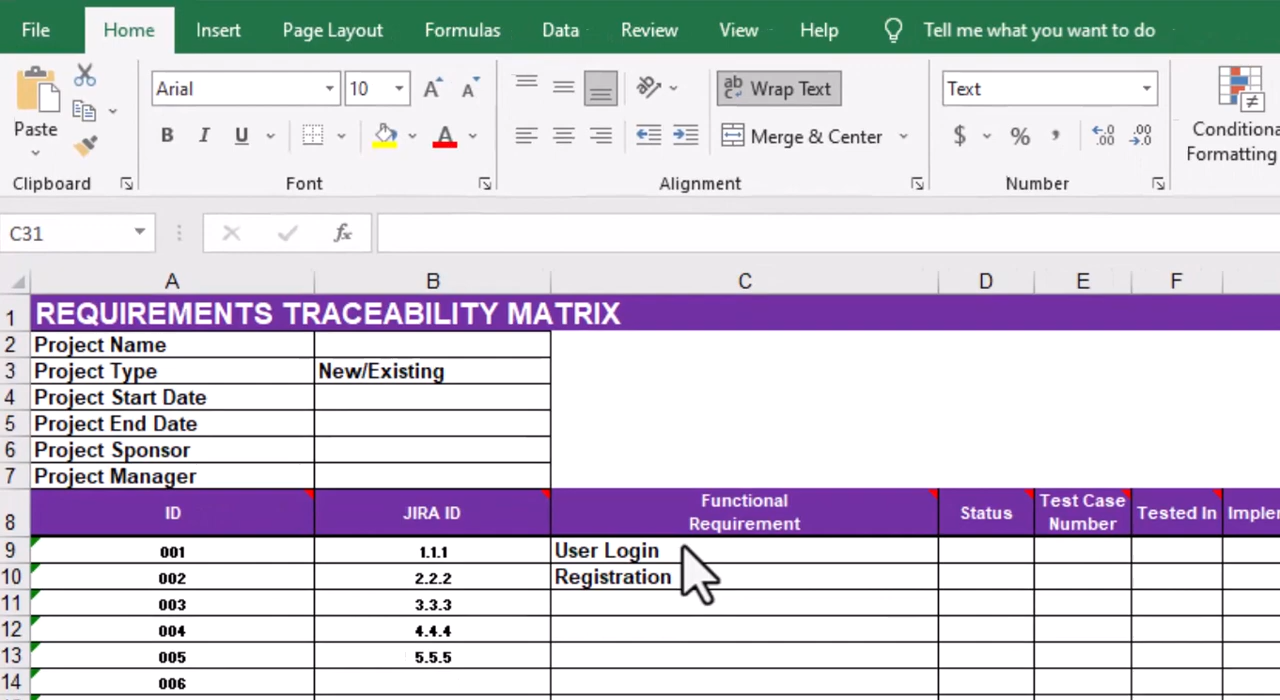 File Home Insert Page Layout Formulas Data Review View Help Tell me what you want to do
Arial 10 Wrap Text Text
Paste B I U Merge & Center $ % Conditiona
Formatting
Clipboard Font Alignment Number
C31 fx
A B C D E F
1 REQUIREMENTS TRACEABILITY MATRIX
2 Project Name
3 Project Type New/Existing
4 Project Start Date
5 Project End Date
6 Project Sponsor
7 Project Manager
8 ID JIRA ID Functional Requirement Status Test Case Number Tested In Implem
9 001 1.1.1 User Login
10 002 2.2.2 Registration
11 003 3.3.3
12 004 4.4.4
13 005 5.5.5
14 006